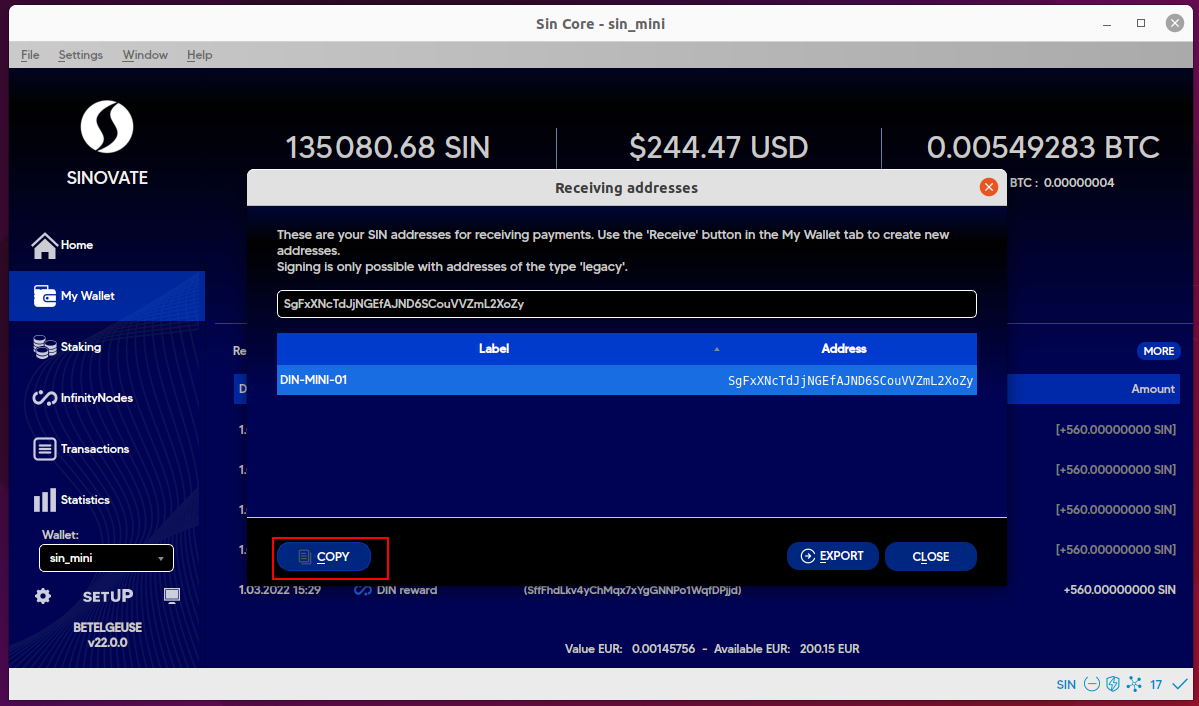 Sin Core - sin_mini
File Settings Window Help
SINOVATE
135 080.68 SIN
$244.47 USD
0.00549283 BTC
BTC : 0.00000004
Home
My Wallet
Staking
InfinityNodes
Transactions
Statistics
Wallet:
sin_mini
SETUP
BETELGEUSE
v22.0.0
Receiving addresses
These are your SIN addresses for receiving payments. Use the 'Receive' button in the My Wallet tab to create new
addresses.
Signing is only possible with addresses of the type 'legacy'.
SgFxXNcTdJjNGEfAJND6SCouVVZmL2XoZy
Label Address
DIN-MINI-01 SgFxXNcTdJjNGEfAJND6SCouVVZmL2XoZy
COPY
EXPORT
CLOSE
Re
MORE
D
Amount
1. [+560.00000000 SIN]
1. [+560.00000000 SIN]
1. [+560.00000000 SIN]
1. [+560.00000000 SIN]
1.03.2022 15:29 DIN reward (SffFhdLkv4yChMqx7xYgGNNPo1WqfDPjjd) +560.00000000 SIN
Value EUR: 0.00145756 - Available EUR: 200.15 EUR
SIN 17